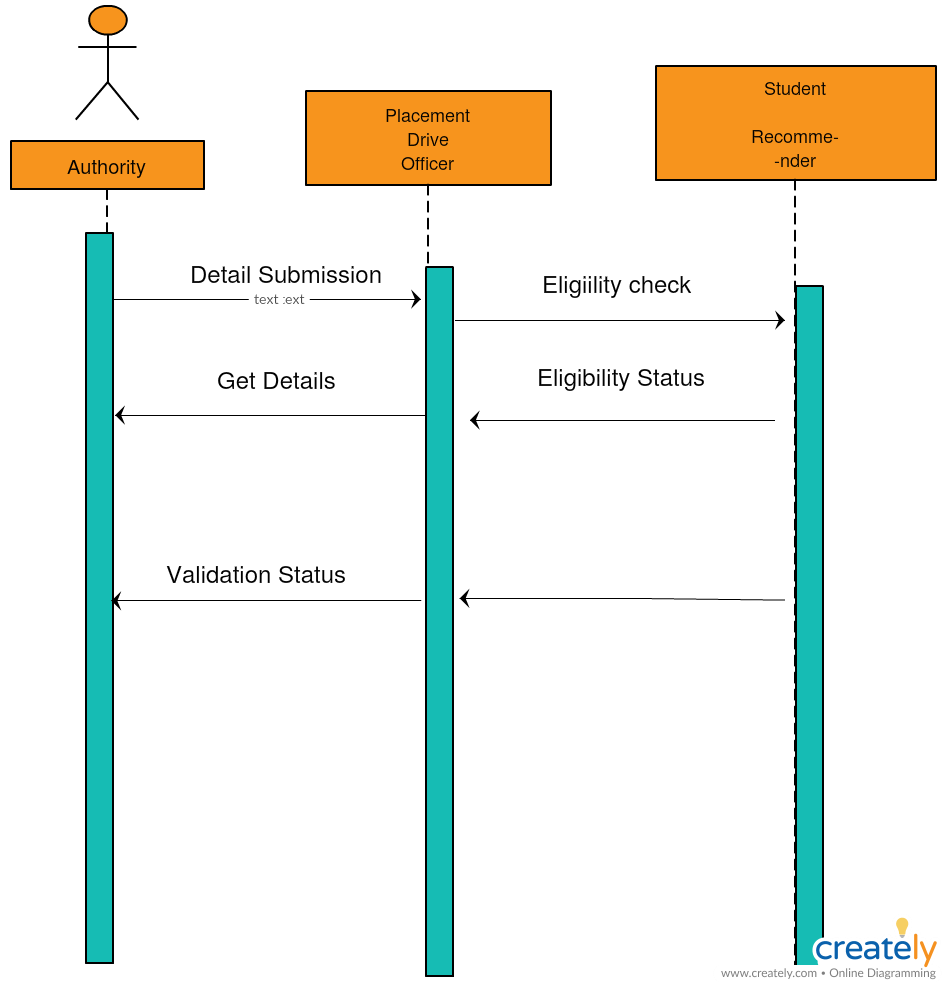 Authority
Placement
Drive
Officer
Student
Recomme-
-nder
Detail Submission
text :ext
Eligiility check
Get Details
Eligibility Status
Validation Status
creately
www.creately.com • Online Diagramming